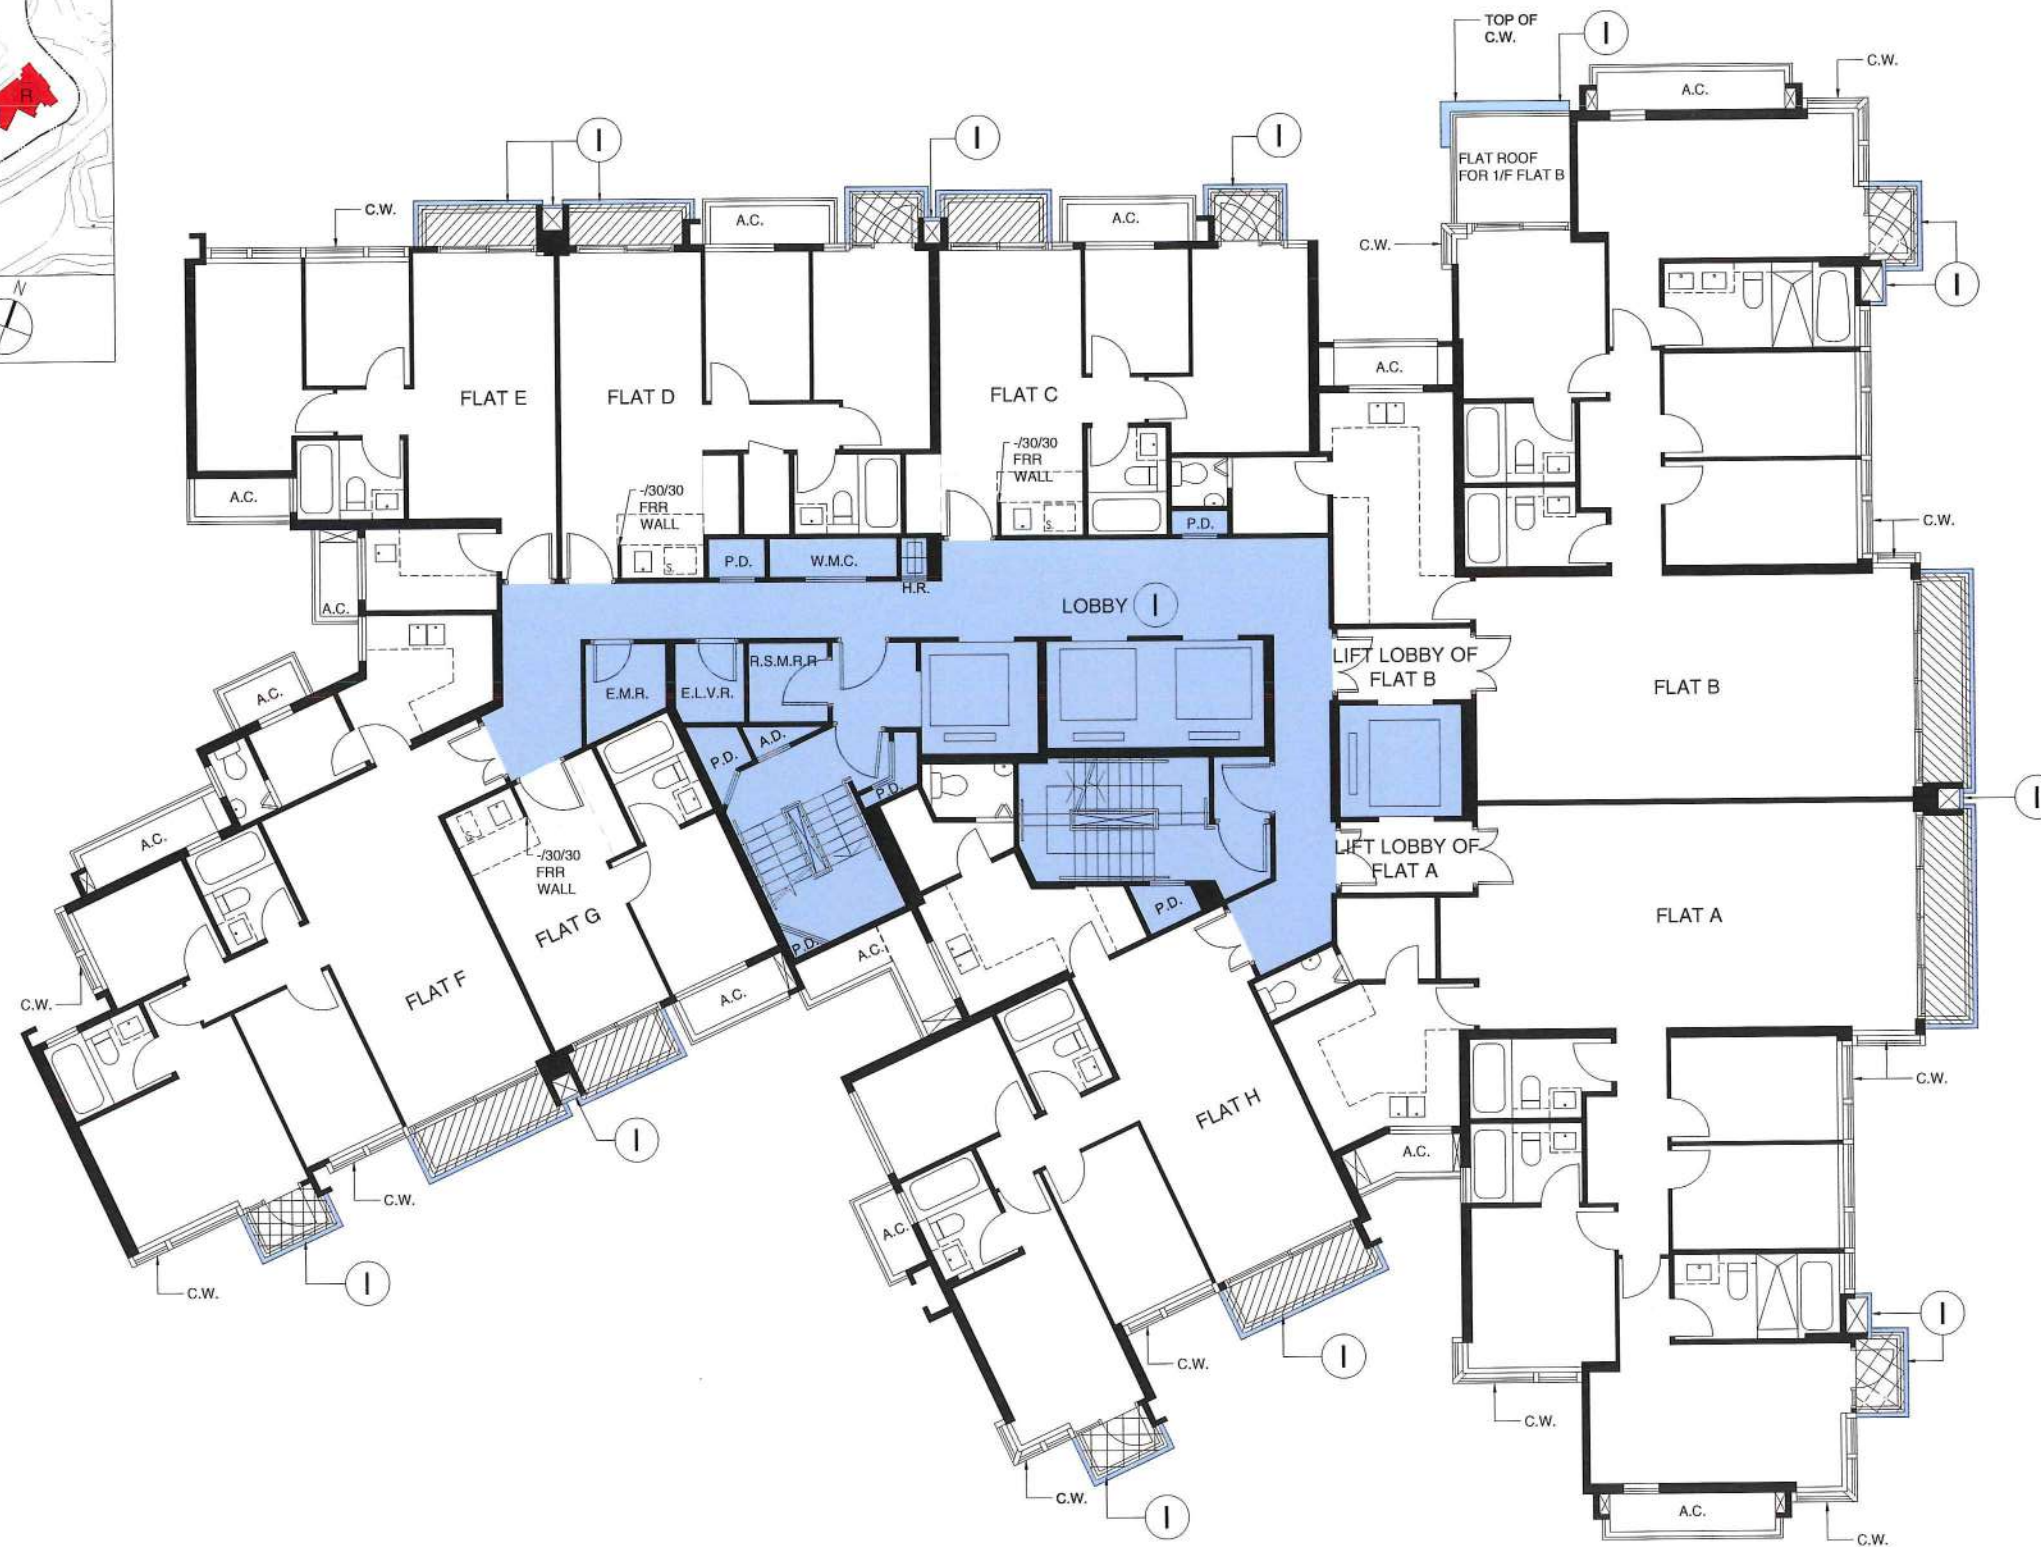 TOP OF
C.W.
I
C.W.
A.C.
R
I
I
I
FLAT ROOF
FOR 1/F FLAT B
C.W.
A.C.
A.C.
C.W.
I
N
A.C.
FLAT E
FLAT D
FLAT C
-/30/30
FRR
WALL
A.C.
-/30/30
FRR
WALL
S.
S.
P.D.
C.W.
P.D.
W.M.C.
H.R.
A.C.
LOBBY
I
LIFT LOBBY OF
FLAT B
R.S.M.R.R
E.M.R.
E.L.V.R.
FLAT B
A.C.
P.D.
A.D.
P.D.
I
A.C.
S.
-/30/30
FRR
WALL
LIFT LOBBY OF
FLAT A
P.D.
FLAT A
FLAT G
P.D.
A.C.
FLAT F
A.C.
C.W.
C.W.
FLAT H
I
A.C.
C.W.
A.C.
I
C.W.
I
I
C.W.
C.W.
C.W.
I
A.C.
C.W.